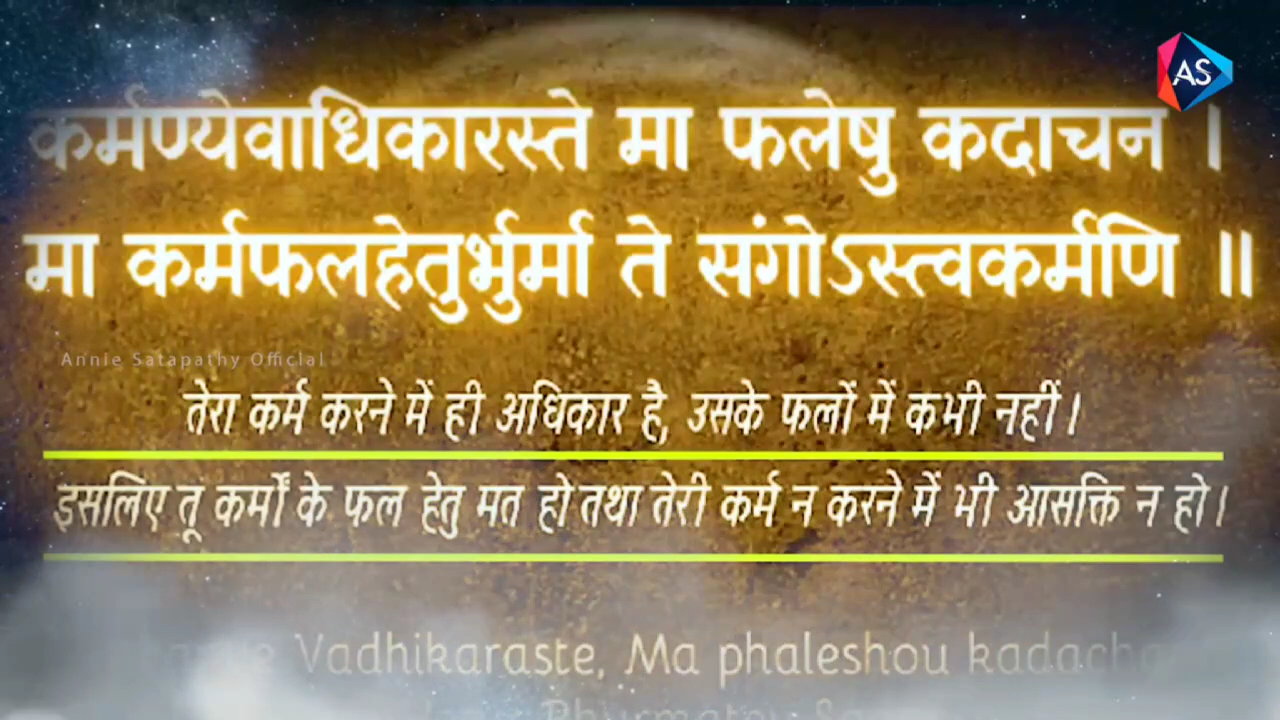 AS
कर्मण्येवाधिकारस्ते मा फलेषु कदाचन ।
मा कर्मफलहेतुर्भुर्मा ते संगोऽस्त्वकर्मणि ॥
Annie Satapathy Official
तेरा कर्म करने में ही अधिकार है, उसके फलों में कभी नहीं।
इसलिए तू कर्मों के फल हेतु मत हो तथा तेरी कर्म न करने में भी आसक्ति न हो।
Vadhikaraste, Ma phaleshou